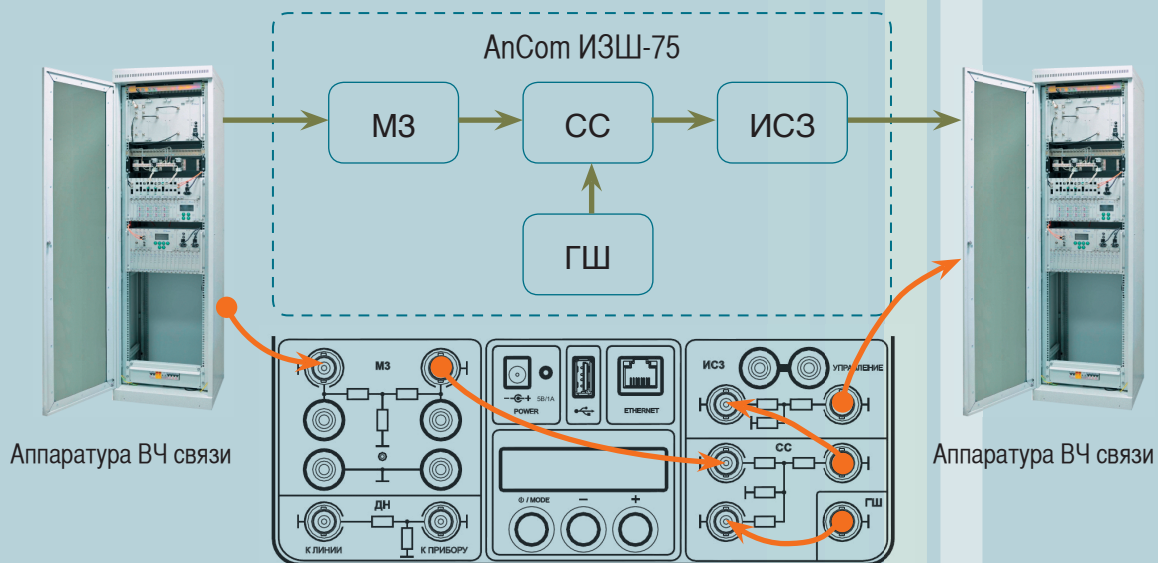 AnCom ИЗШ-75
МЗ
СС
ИСЗ
ГШ
Аппаратура ВЧ связи
Аппаратура ВЧ связи
МЗ
ДН
К ЛИНИИ
К ПРИБОРУ
5В/1А
POWER
ETHERNET
/ MODE
−
+
ИСЗ
УПРАВЛЕНИЕ
СС
ГШ